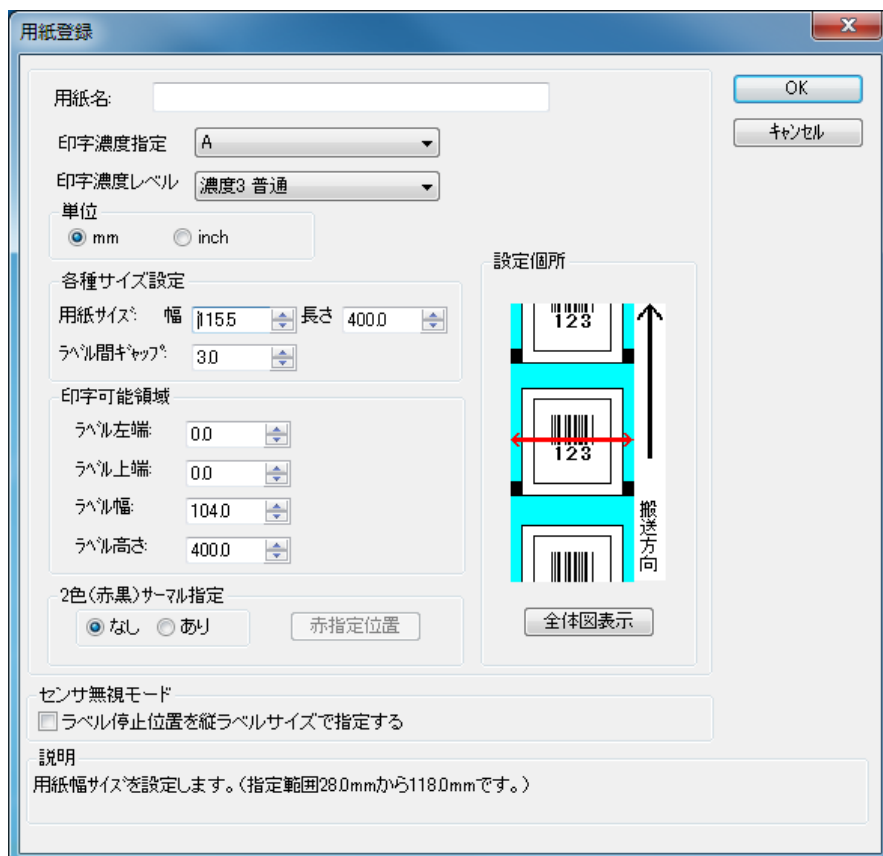 用紙登録
用紙名:
OK
キャンセル
印字濃度指定 A
印字濃度レベル 濃度3 普通
単位
mm inch
各種サイズ設定
用紙サイズ: 幅 115.5 長さ 400.0
ラベル間ギャップ: 3.0
印字可能領域
ラベル左端: 0.0
ラベル上端: 0.0
ラベル幅: 104.0
ラベル高さ: 400.0
設定個所
123
123
搬送方向
全体図表示
2色(赤黒)サーマル指定
なし あり 赤指定位置
センサ無視モード
ラベル停止位置を縦ラベルサイズで指定する
説明
用紙幅サイズを設定します。(指定範囲28.0mmから118.0mmです。)